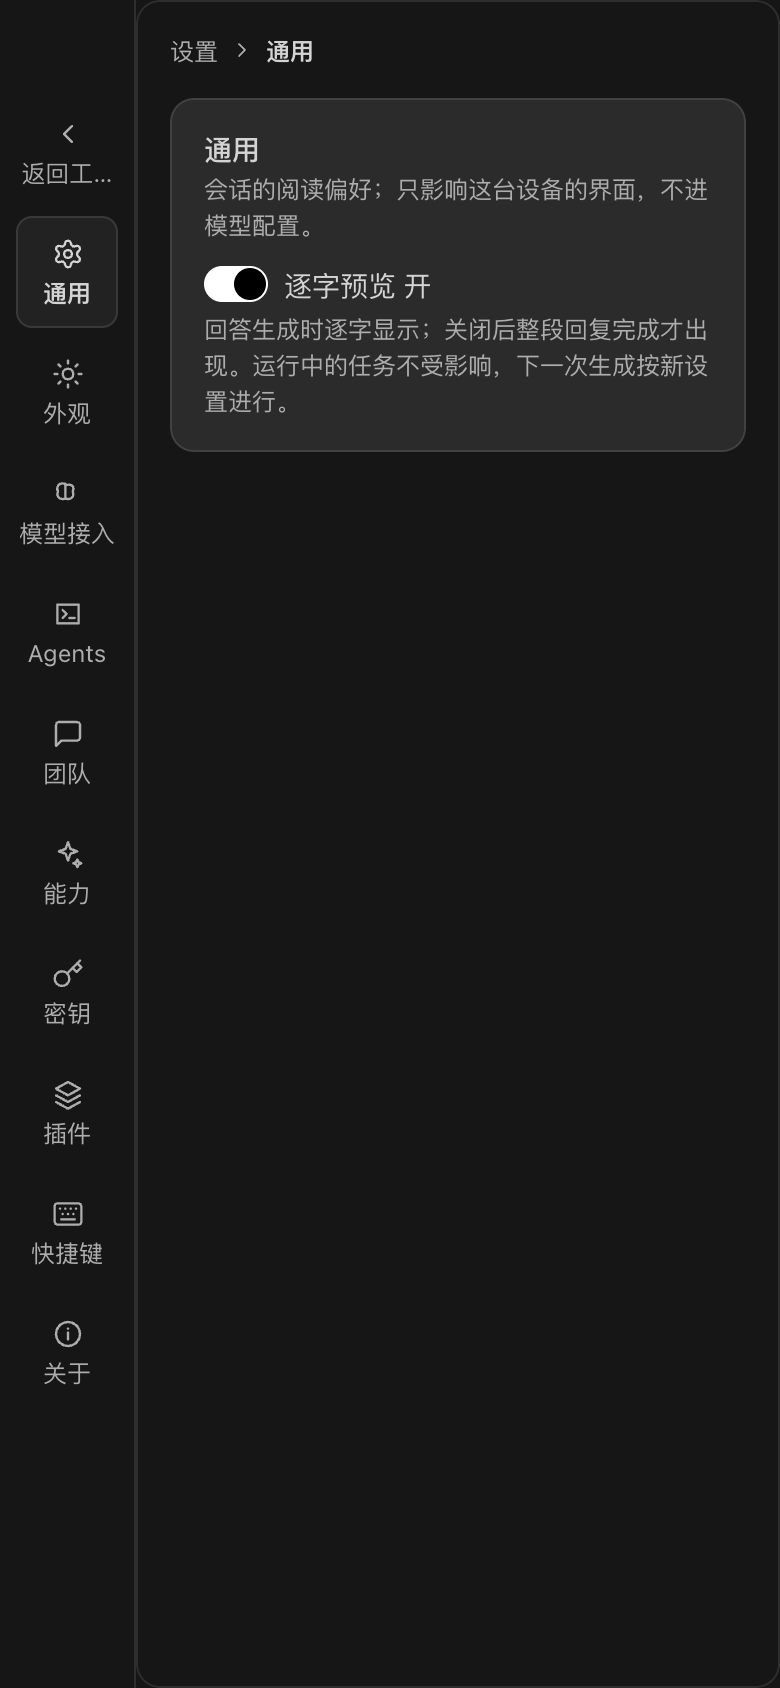 设置 > 通用
返回工...
通用
外观
模型接入
Agents
团队
能力
密钥
插件
快捷键
关于
通用
会话的阅读偏好；只影响这台设备的界面，不进
模型配置。
逐字预览 开
回答生成时逐字显示；关闭后整段回复完成才出
现。运行中的任务不受影响，下一次生成按新设
置进行。